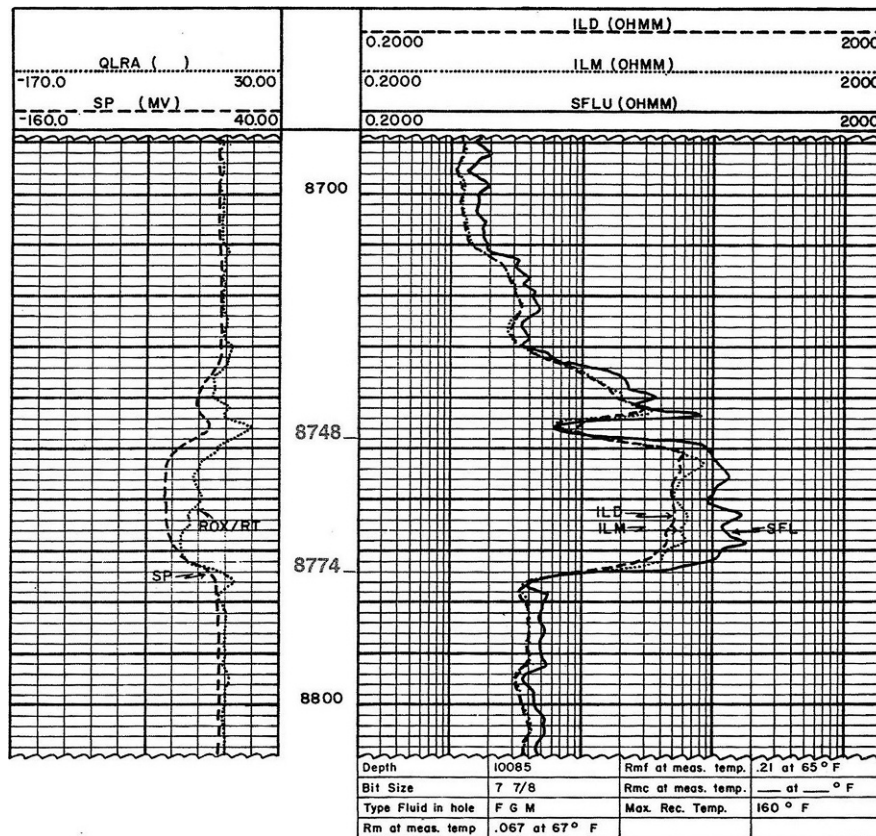 ILD (OHMM)
0.2000 2000
QLRA ( ) ILM (OHMM)
-170.0 30.00 0.2000 2000
SP (MV) SFLU (OHMM)
-160.0 40.00 0.2000 2000
8700
8748
ILD
ROX/RT ILM SFL
8774
SP
8800
Depth 10085 Rmf at meas. temp. .21 at 65° F
Bit Size 7 7/8 Rmc at meas. temp. ___ at ___ ° F
Type Fluid in hole F G M Max. Rec. Temp. 160 ° F
Rm at meas. temp .067 at 67° F